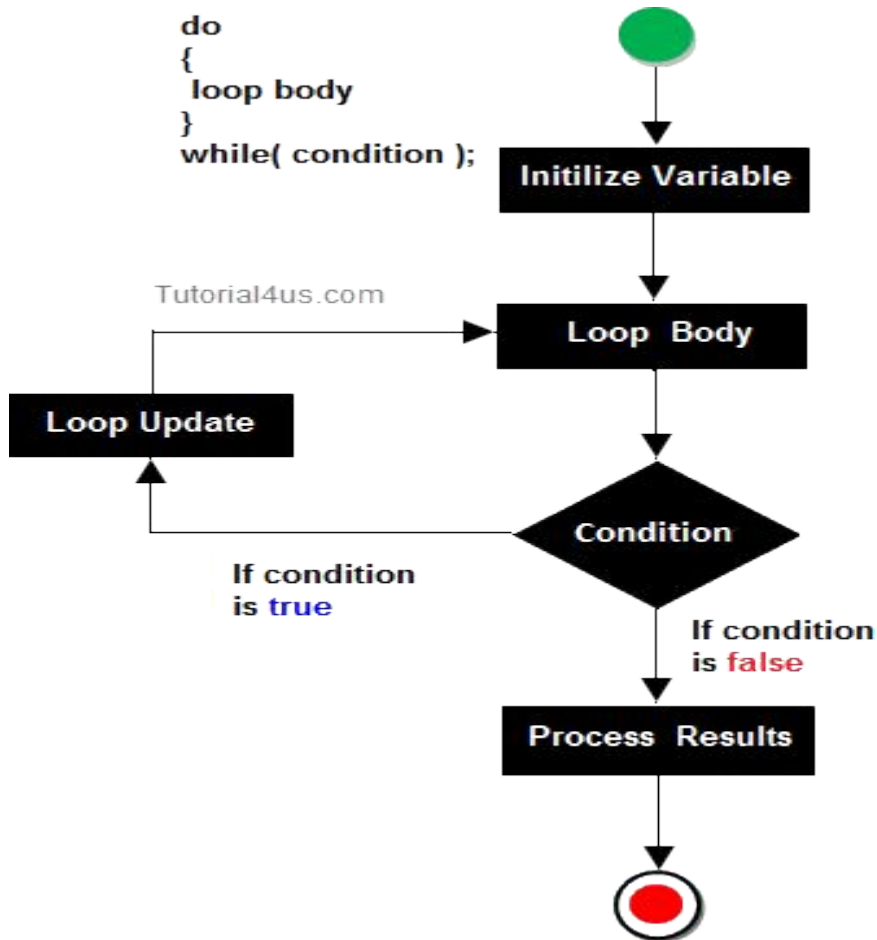 do
{
loop body
}
while( condition );
Initilize Variable
Tutorial4us.com
Loop Body
Loop Update
Condition
If condition
is true
If condition
is false
Process Results